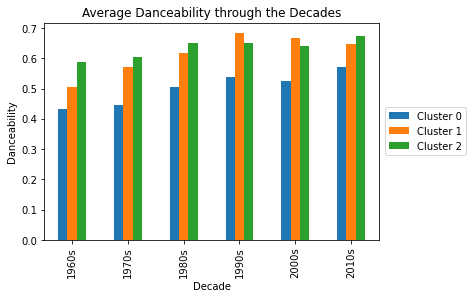 Average Danceability through the Decades
Danceability
0.7
0.6
0.5
0.4
0.3
0.2
0.1
0.0
1960s
1970s
1980s
1990s
2000s
2010s
Decade
Cluster 0
Cluster 1
Cluster 2